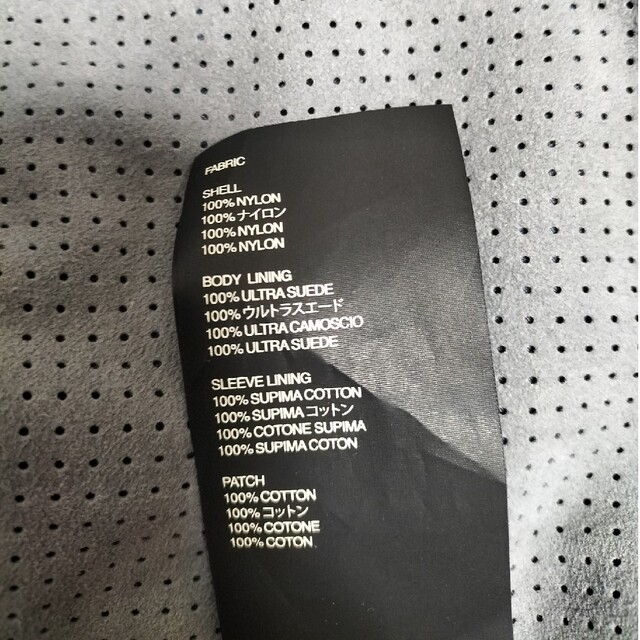 FABRIC
SHELL
100% NYLON
100% ナイロン
100% NYLON
100% NYLON
BODY LINING
100% ULTRA SUEDE
100% ウルトラスエード
100% ULTRA CAMOSCIO
100% ULTRA SUEDE
SLEEVE LINING
100% SUPIMA COTTON
100% SUPIMA コットン
100% COTONE SUPIMA
100% SUPIMA COTON
PATCH
100% COTTON
100% コットン
100% COTONE
100% COTON